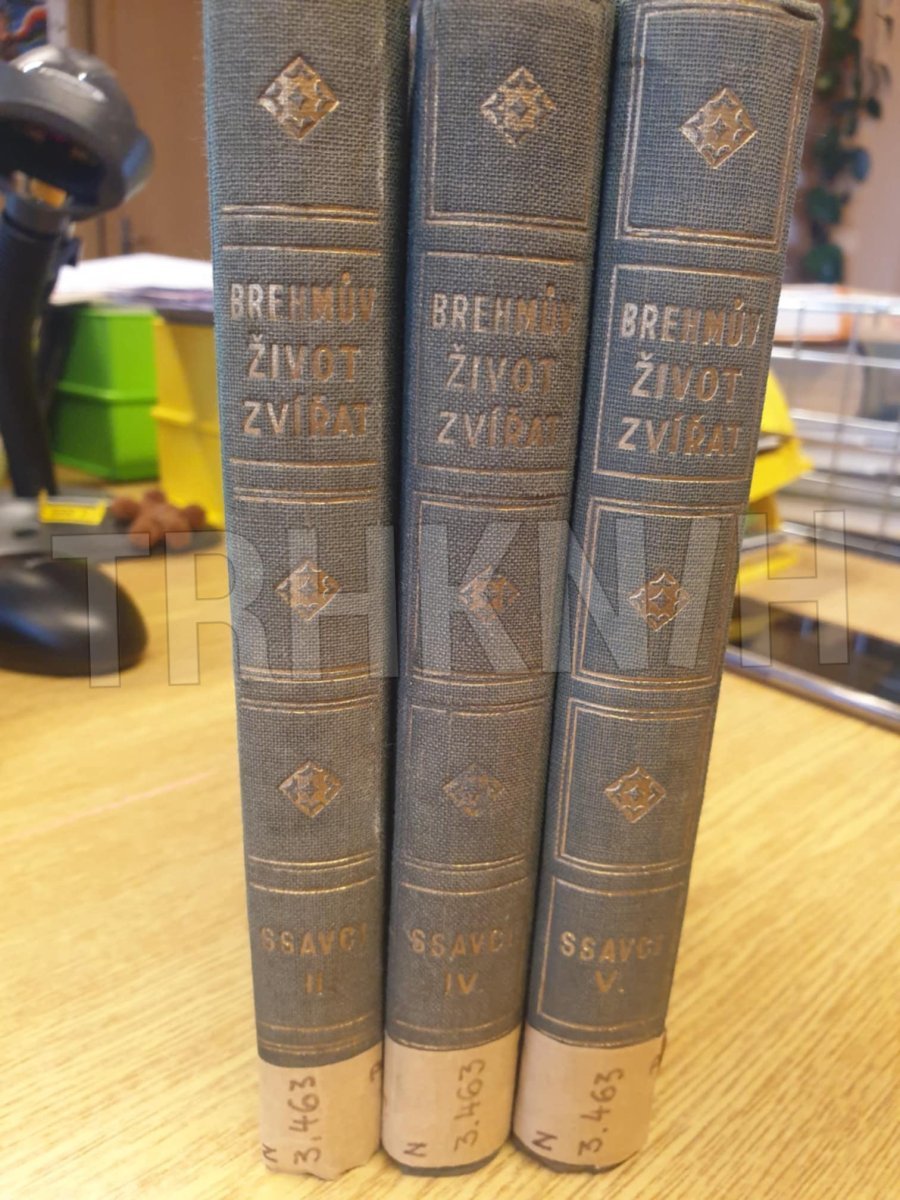 BREHMŮV
ŽIVOT
ZVÍŘAT
SSAVCI
II.
N
3.463
BREHMŮV
ŽIVOT
ZVÍŘAT
SSAVCI
IV.
N
3.463
BREHMŮV
ŽIVOT
ZVÍŘAT
SSAVCI
V.
N
3.463
TRHKNIH